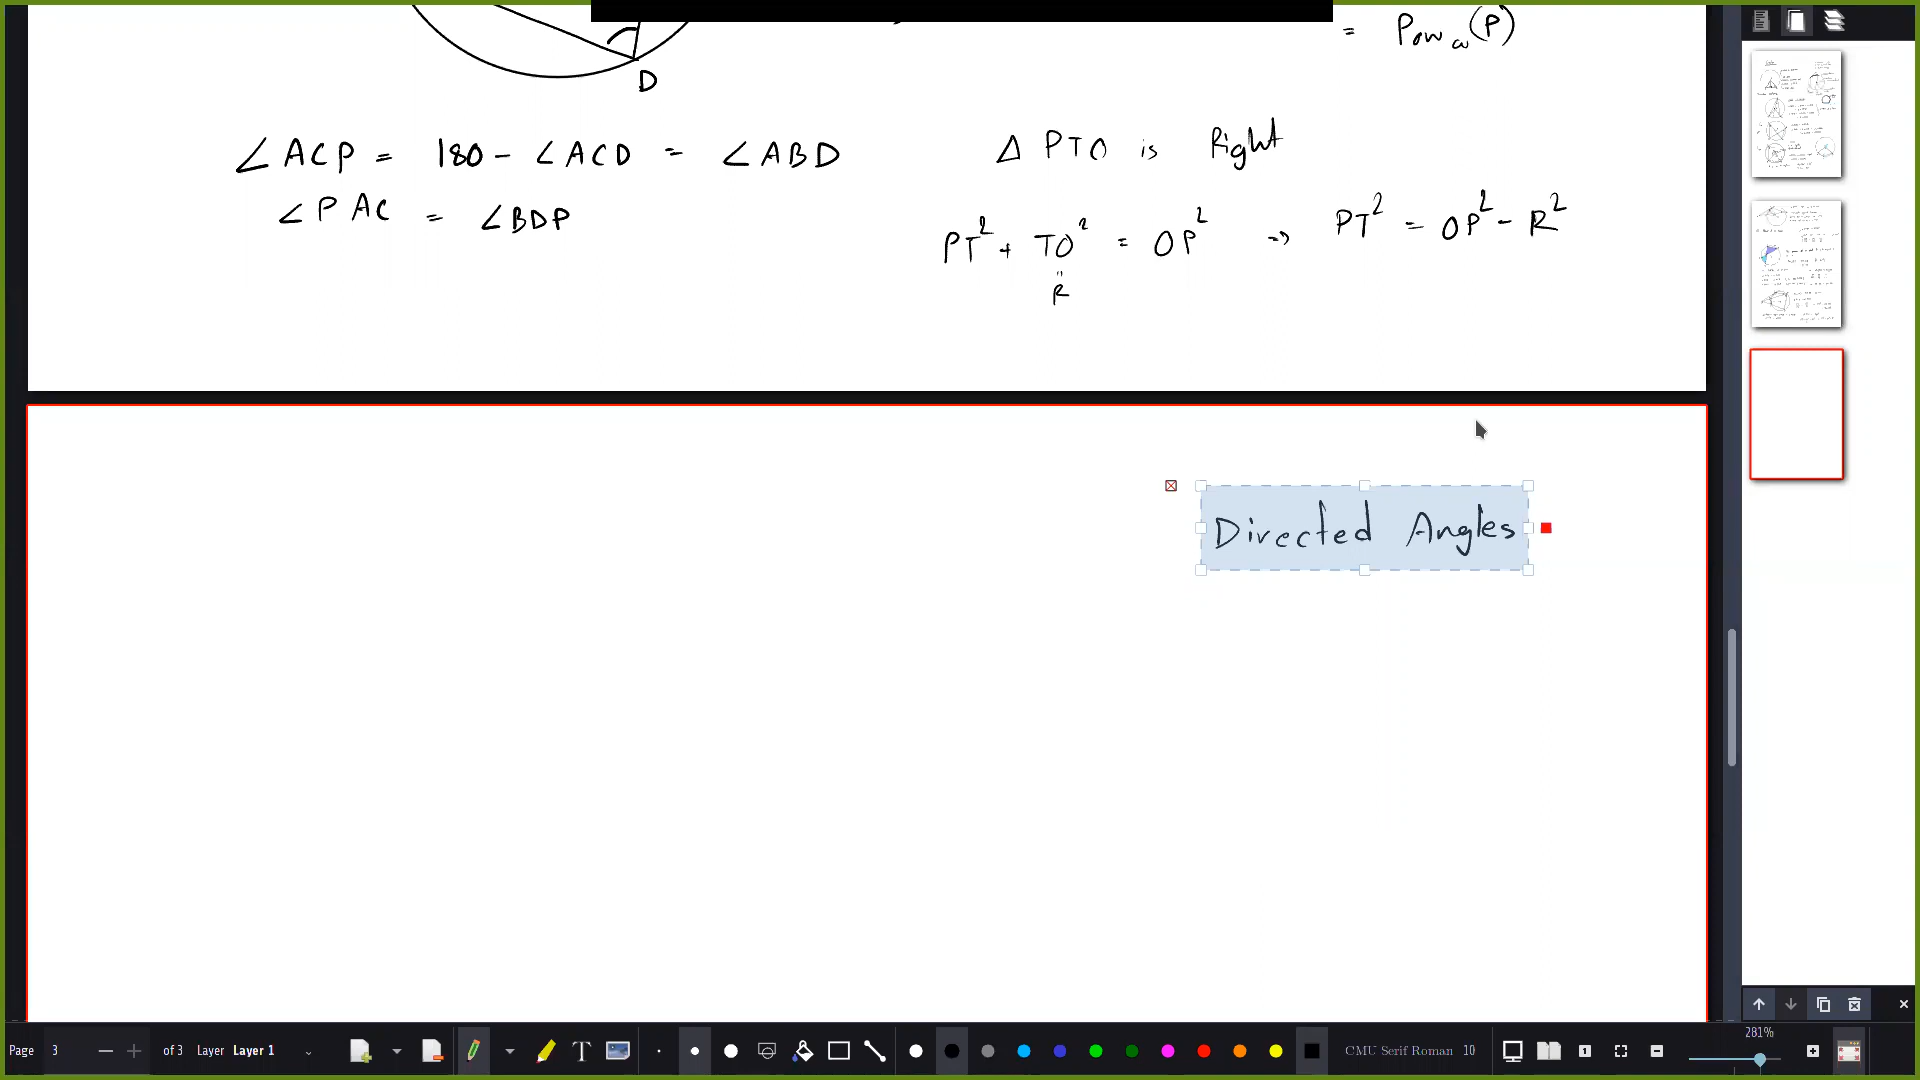 = Pow_ω(P)
D
∠ACP = 180 - ∠ACD = ∠ABD
∠PAC = ∠BDP
Δ PTO is Right
PT² + TO² = OP² => PT² = OP² - R²
"
R
Directed Angles
281%
Page 3 of 3 Layer Layer 1
CMU Serif Roman 10